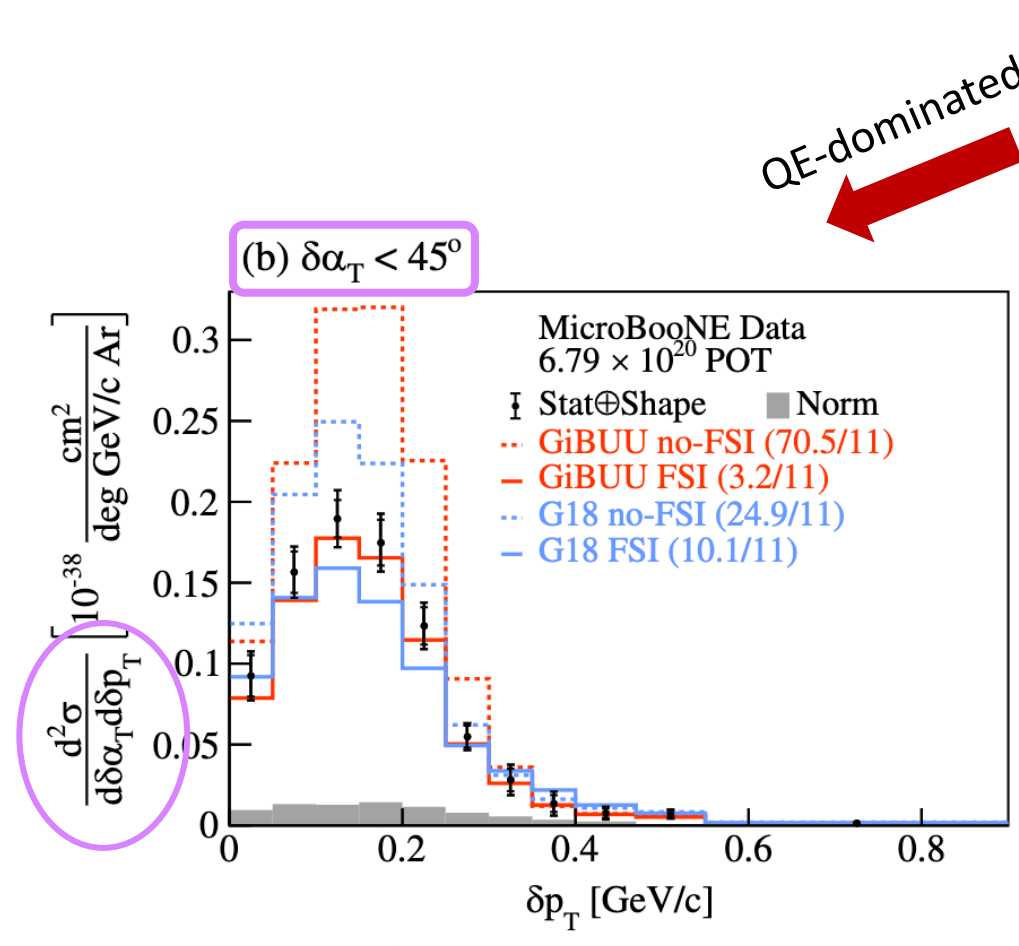 QE-dominated
(b) δα_T < 45°
d²σ/dδα_Tdδp_T [10⁻³⁸ cm²/deg GeV/c Ar]
0.3
0.25
0.2
0.15
0.1
0.05
0
MicroBooNE Data
6.79 × 10²⁰ POT
Stat⊕Shape Norm
GiBUU no-FSI (70.5/11)
GiBUU FSI (3.2/11)
G18 no-FSI (24.9/11)
G18 FSI (10.1/11)
0 0.2 0.4 0.6 0.8
δp_T [GeV/c]